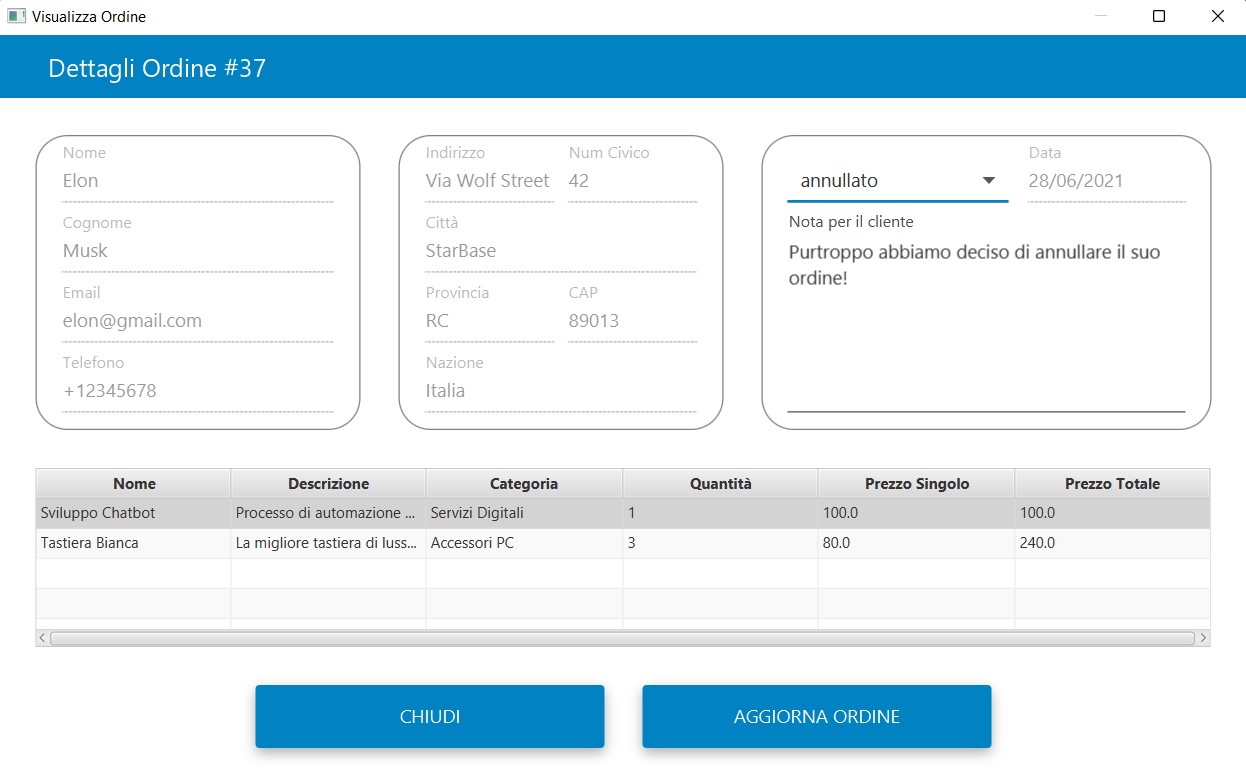 Visualizza Ordine
Dettagli Ordine #37
Nome
Elon
Cognome
Musk
Email
elon@gmail.com
Telefono
+12345678
Indirizzo Num Civico
Via Wolf Street 42
Città
StarBase
Provincia CAP
RC 89013
Nazione
Italia
Data
annullato 28/06/2021
Nota per il cliente
Purtroppo abbiamo deciso di annullare il suo
ordine!
Nome Descrizione Categoria Quantità Prezzo Singolo Prezzo Totale
Sviluppo Chatbot Processo di automazione ... Servizi Digitali 1 100.0 100.0
Tastiera Bianca La migliore tastiera di luss... Accessori PC 3 80.0 240.0
CHIUDI AGGIORNA ORDINE